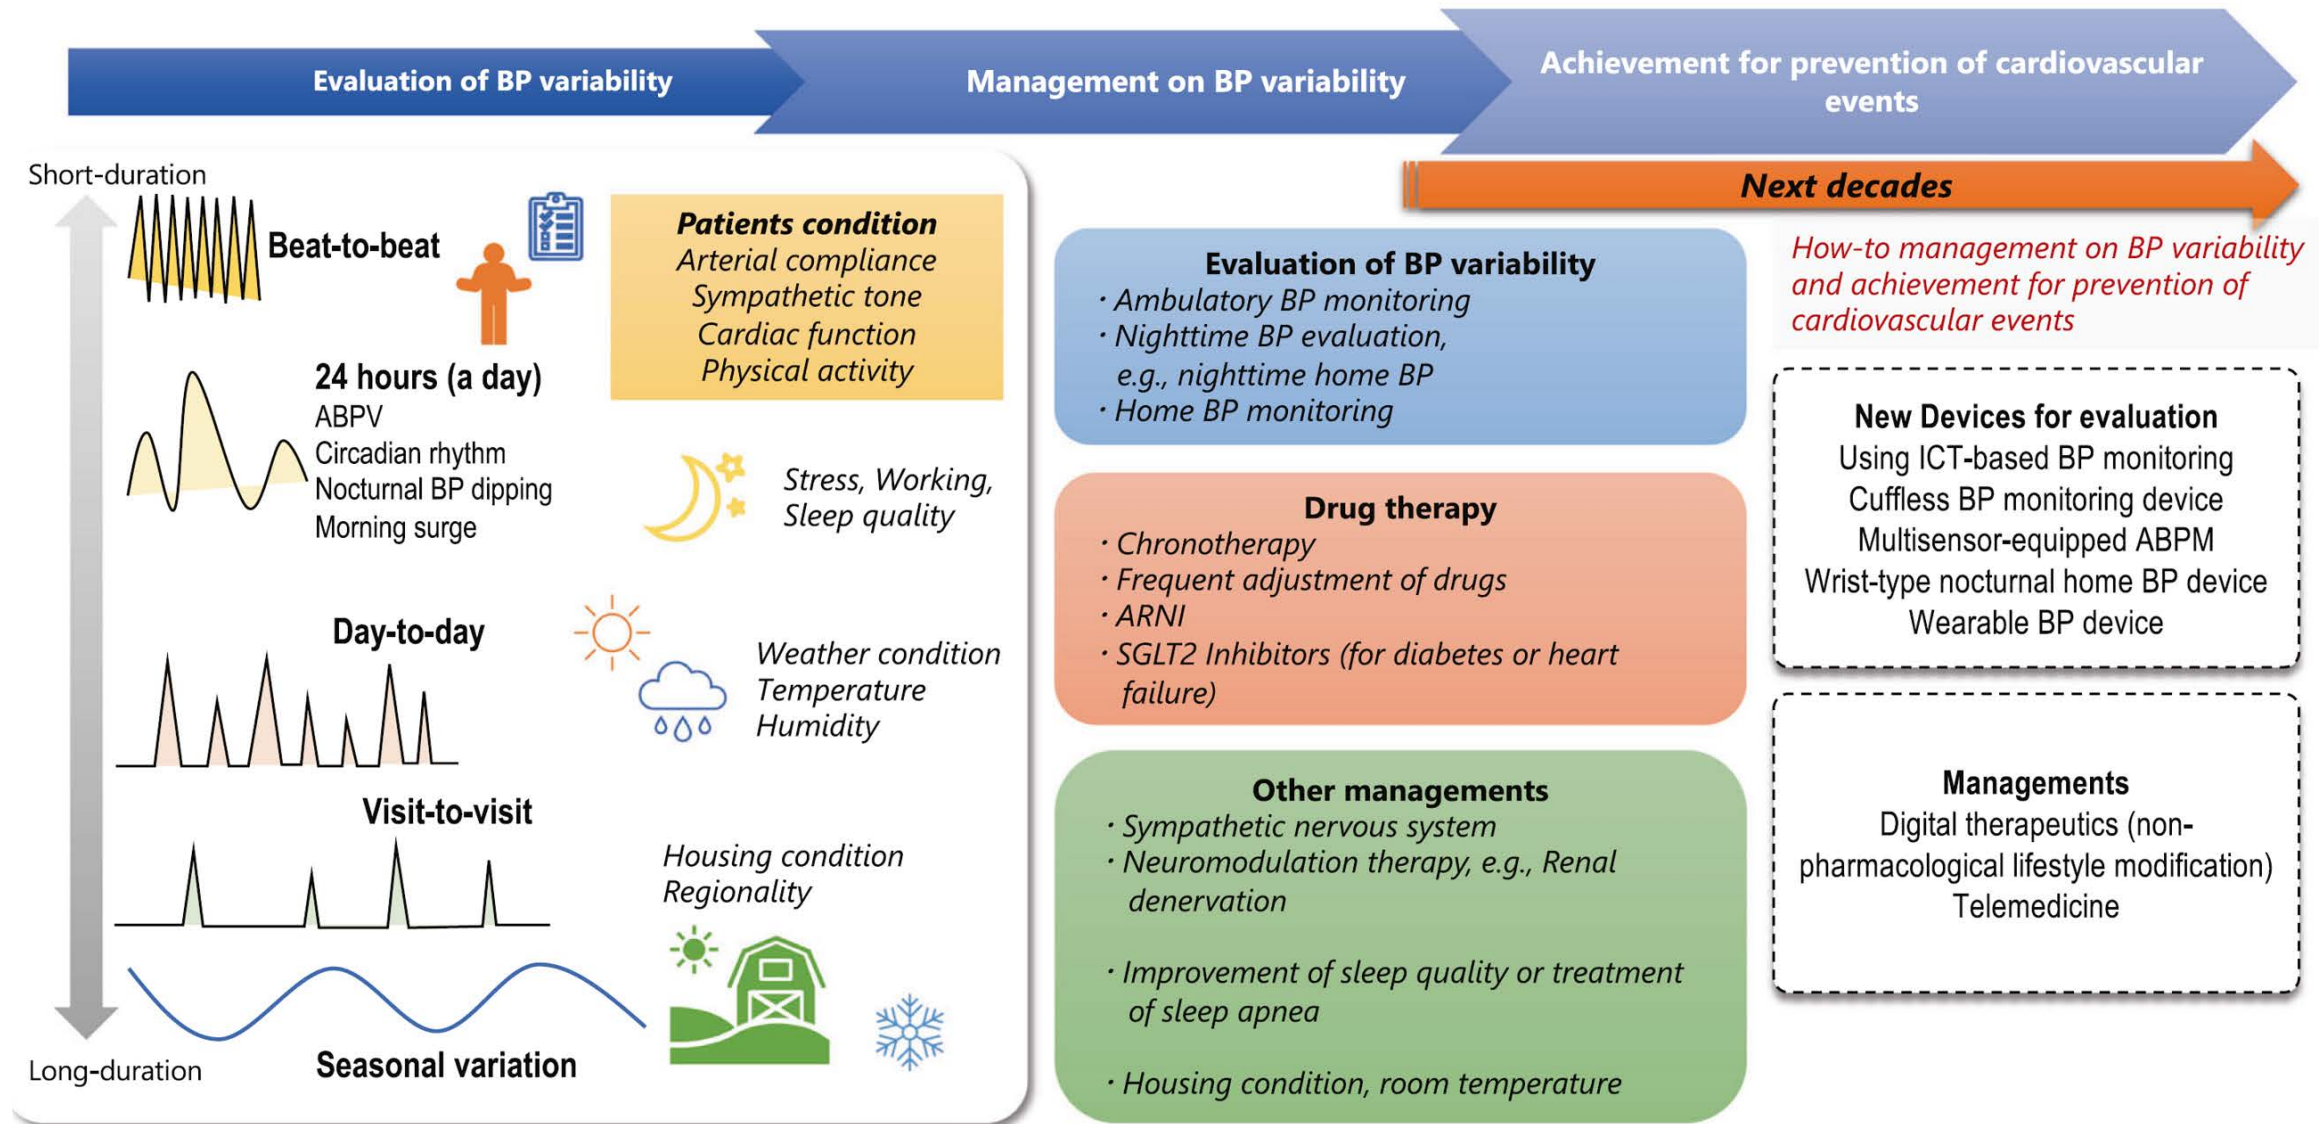 Evaluation of BP variability
Management on BP variability
Achievement for prevention of cardiovascular
events
Next decades
Short-duration
Beat-to-beat
24 hours (a day)
ABPV
Circadian rhythm
Nocturnal BP dipping
Morning surge
Day-to-day
Visit-to-visit
Seasonal variation
Long-duration
Patients condition
Arterial compliance
Sympathetic tone
Cardiac function
Physical activity
Stress, Working,
Sleep quality
Weather condition
Temperature
Humidity
Housing condition
Regionality
Evaluation of BP variability
· Ambulatory BP monitoring
· Nighttime BP evaluation,
e.g., nighttime home BP
· Home BP monitoring
Drug therapy
· Chronotherapy
· Frequent adjustment of drugs
· ARNI
· SGLT2 Inhibitors (for diabetes or heart
failure)
Other managements
· Sympathetic nervous system
· Neuromodulation therapy, e.g., Renal
denervation
· Improvement of sleep quality or treatment
of sleep apnea
· Housing condition, room temperature
How-to management on BP variability
and achievement for prevention of
cardiovascular events
New Devices for evaluation
Using ICT-based BP monitoring
Cuffless BP monitoring device
Multisensor-equipped ABPM
Wrist-type nocturnal home BP device
Wearable BP device
Managements
Digital therapeutics (non-
pharmacological lifestyle modification)
Telemedicine